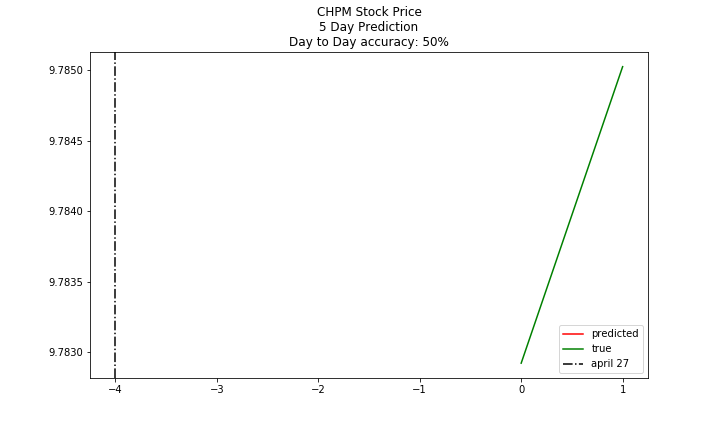 CHPM Stock Price
5 Day Prediction
Day to Day accuracy: 50%
9.7850
9.7845
9.7840
9.7835
9.7830
−4
−3
−2
−1
0
1
predicted
true
april 27